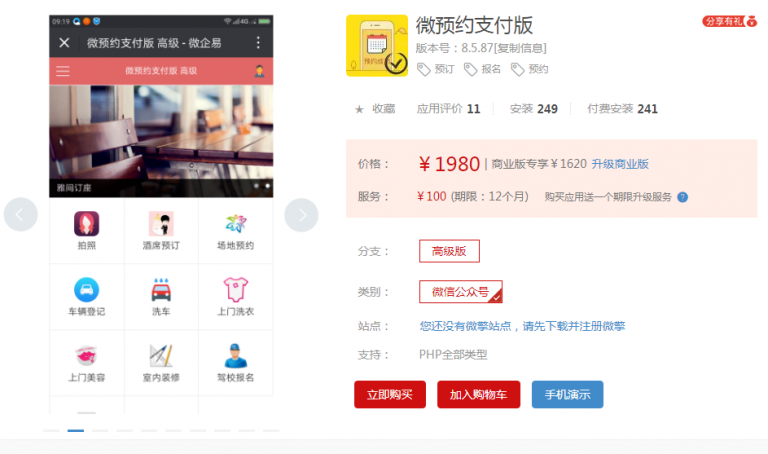 09:19
4G
微预约支付版 高级 - 微企易
微预约支付版 高级
雅间订座
拍照
酒席预订
场地预约
车辆登记
洗车
上门洗衣
上门美容
室内装修
驾校报名
微预约支付版
分享有礼
版本号：8.5.87[复制信息]
预订 报名 预约
收藏 应用评价 11 安装 249 付费安装 241
价格： ￥1980 | 商业版专享￥1620 升级商业版
服务： ￥100 (期限：12个月) 购买应用送一个期限升级服务 ?
分支： 高级版
类别： 微信公众号
站点： 您还没有微擎站点，请先下载并注册微擎
支持： PHP全部类型
立即购买 加入购物车 手机演示